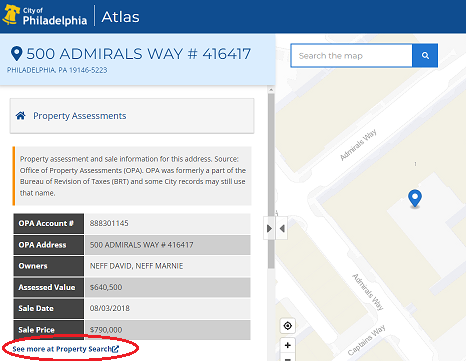 City of
Philadelphia
Atlas
500 ADMIRALS WAY # 416417
PHILADELPHIA, PA 19146-5223
Search the map
Property Assessments
Property assessment and sale information for this address. Source:
Office of Property Assessments (OPA). OPA was formerly a part of the
Bureau of Revision of Taxes (BRT) and some City records may still use
that name.
OPA Account # 888301145
OPA Address 500 ADMIRALS WAY # 416417
Owners NEFF DAVID, NEFF MARNIE
Assessed Value $640,500
Sale Date 08/03/2018
Sale Price $790,000
See more at Property Search
Admirals Way
1
Admirals Way
Captains Way
+
−